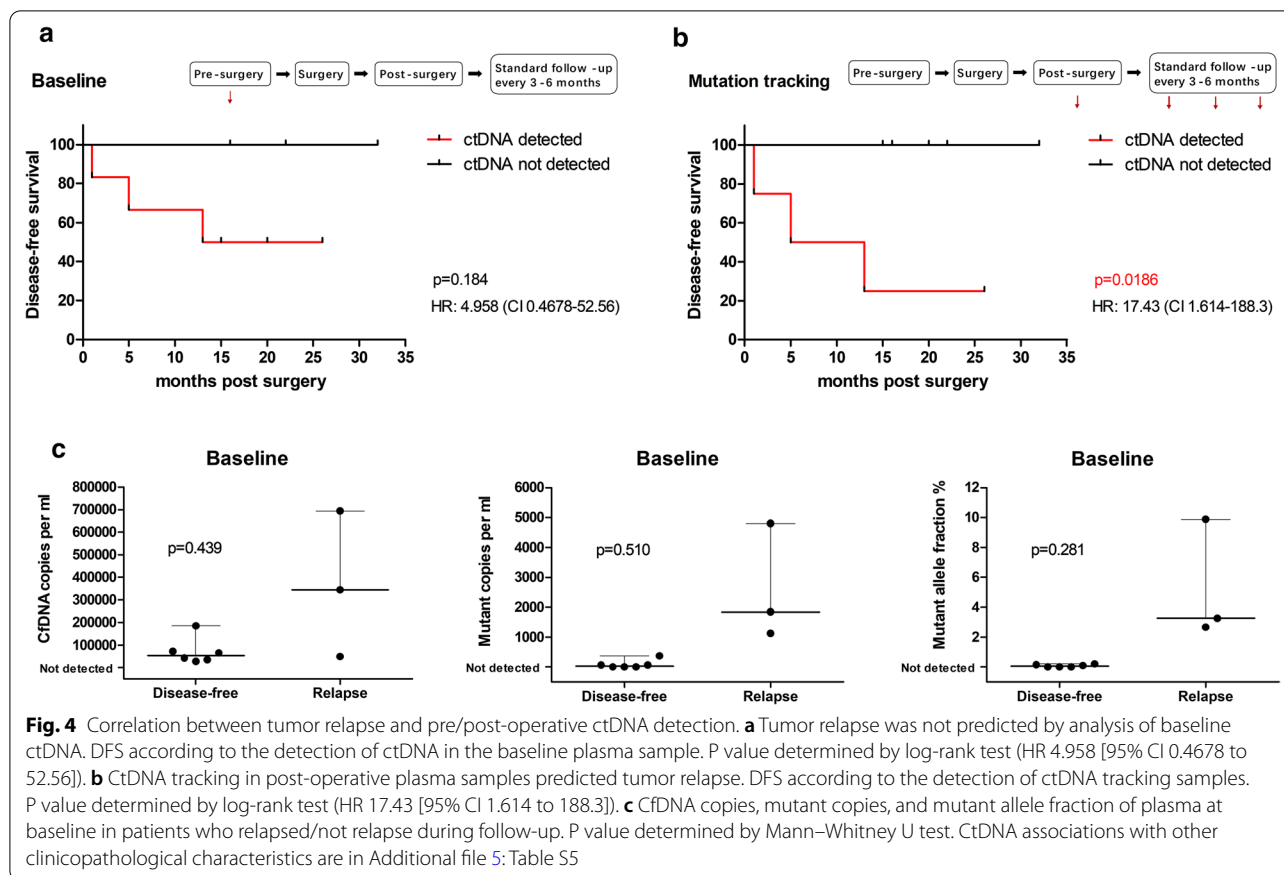 a
Baseline
Pre-surgery
Surgery
Post-surgery
Standard follow -up
every 3 -6 months
ctDNA detected
ctDNA not detected
Disease-free survival
100
80
60
40
20
0
0 5 10 15 20 25 30 35
months post surgery
p=0.184
HR: 4.958 (CI 0.4678-52.56)
b
Mutation tracking
Pre-surgery
Surgery
Post-surgery
Standard follow -up
every 3 -6 months
ctDNA detected
ctDNA not detected
Disease-free survival
100
80
60
40
20
0
0 5 10 15 20 25 30 35
months post surgery
p=0.0186
HR: 17.43 (CI 1.614-188.3)
c
Baseline
CfDNA copies per ml
800000
700000
600000
500000
400000
300000
200000
100000
Not detected
p=0.439
Disease-free Relapse
Baseline
Mutant copies per ml
6000
5000
4000
3000
2000
1000
Not detected
p=0.510
Disease-free Relapse
Baseline
Mutant allele fraction %
12
10
8
6
4
2
Not detected
p=0.281
Disease-free Relapse
Fig. 4 Correlation between tumor relapse and pre/post-operative ctDNA detection. a Tumor relapse was not predicted by analysis of baseline
ctDNA. DFS according to the detection of ctDNA in the baseline plasma sample. P value determined by log-rank test (HR 4.958 [95% CI 0.4678 to
52.56]). b CtDNA tracking in post-operative plasma samples predicted tumor relapse. DFS according to the detection of ctDNA tracking samples.
P value determined by log-rank test (HR 17.43 [95% CI 1.614 to 188.3]). c CfDNA copies, mutant copies, and mutant allele fraction of plasma at
baseline in patients who relapsed/not relapse during follow-up. P value determined by Mann–Whitney U test. CtDNA associations with other
clinicopathological characteristics are in Additional file 5: Table S5